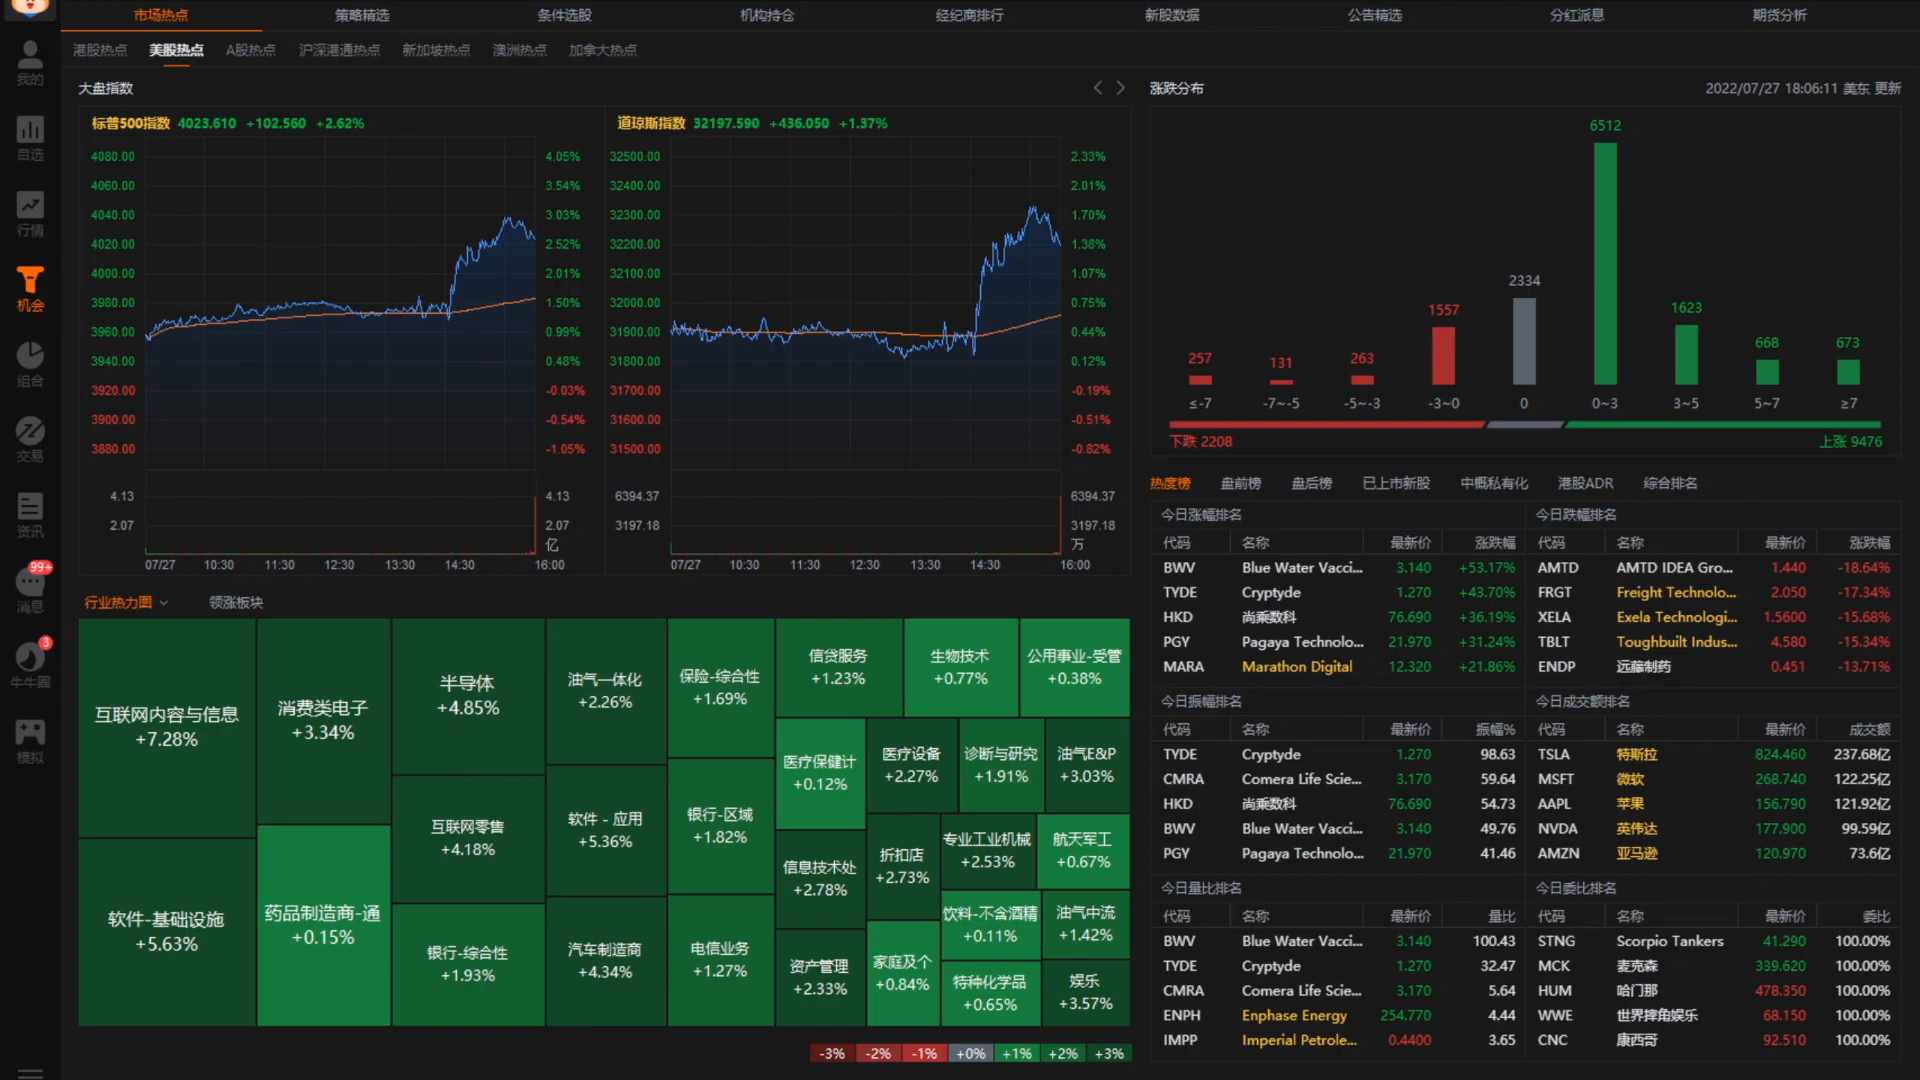 市场热点 策略精选 条件选股 机构持仓 经纪商排行 新股数据 公告精选 分红派息 期货分析
港股热点 美股热点 A股热点 沪深港通热点 新加坡热点 澳洲热点 加拿大热点
我的
自选
行情
机会
组合
交易
资讯
99+
消息
3
牛牛圈
模拟
大盘指数
标普500指数 4023.610 +102.560 +2.62%
4080.00 4.05%
4060.00 3.54%
4040.00 3.03%
4020.00 2.52%
4000.00 2.01%
3980.00 1.50%
3960.00 0.99%
3940.00 0.48%
3920.00 -0.03%
3900.00 -0.54%
3880.00 -1.05%
4.13 4.13
2.07 2.07
亿
07/27 10:30 11:30 12:30 13:30 14:30 16:00
道琼斯指数 32197.590 +436.050 +1.37%
32500.00 2.33%
32400.00 2.01%
32300.00 1.70%
32200.00 1.38%
32100.00 1.07%
32000.00 0.75%
31900.00 0.44%
31800.00 0.12%
31700.00 -0.19%
31600.00 -0.51%
31500.00 -0.82%
6394.37 6394.37
3197.18 3197.18
万
07/27 10:30 11:30 12:30 13:30 14:30 16:00
涨跌分布 2022/07/27 18:06:11 美东 更新
257 131 263 1557 2334 6512 1623 668 673
≤-7 -7~-5 -5~-3 -3~0 0 0~3 3~5 5~7 ≥7
下跌 2208 上涨 9476
行业热力图 领涨板块
互联网内容与信息
+7.28%
软件-基础设施
+5.63%
消费类电子
+3.34%
药品制造商-通
+0.15%
半导体
+4.85%
互联网零售
+4.18%
银行-综合性
+1.93%
油气一体化
+2.26%
软件 - 应用
+5.36%
汽车制造商
+4.34%
保险-综合性
+1.69%
银行-区域
+1.82%
电信业务
+1.27%
信贷服务
+1.23%
生物技术
+0.77%
公用事业-受管
+0.38%
医疗保健计
+0.12%
医疗设备
+2.27%
诊断与研究
+1.91%
油气E&P
+3.03%
信息技术处
+2.78%
折扣店
+2.73%
专业工业机械
+2.53%
航天军工
+0.67%
资产管理
+2.33%
家庭及个
+0.84%
饮料-不含酒精
+0.11%
油气中流
+1.42%
特种化学品
+0.65%
娱乐
+3.57%
-3% -2% -1% +0% +1% +2% +3%
热度榜 盘前榜 盘后榜 已上市新股 中概私有化 港股ADR 综合排名
今日涨幅排名
代码 名称 最新价 涨跌幅
BWV Blue Water Vacci... 3.140 +53.17%
TYDE Cryptyde 1.270 +43.70%
HKD 尚乘数科 76.690 +36.19%
PGY Pagaya Technolo... 21.970 +31.24%
MARA Marathon Digital 12.320 +21.86%
今日跌幅排名
代码 名称 最新价 涨跌幅
AMTD AMTD IDEA Gro... 1.440 -18.64%
FRGT Freight Technolo... 2.050 -17.34%
XELA Exela Technologi... 1.5600 -15.68%
TBLT Toughbuilt Indus... 4.580 -15.34%
ENDP 远藤制药 0.451 -13.71%
今日振幅排名
代码 名称 最新价 振幅%
TYDE Cryptyde 1.270 98.63
CMRA Comera Life Scie... 3.170 59.64
HKD 尚乘数科 76.690 54.73
BWV Blue Water Vacci... 3.140 49.76
PGY Pagaya Technolo... 21.970 41.46
今日成交额排名
代码 名称 最新价 成交额
TSLA 特斯拉 824.460 237.68亿
MSFT 微软 268.740 122.25亿
AAPL 苹果 156.790 121.92亿
NVDA 英伟达 177.900 99.59亿
AMZN 亚马逊 120.970 73.6亿
今日量比排名
代码 名称 最新价 量比
BWV Blue Water Vacci... 3.140 100.43
TYDE Cryptyde 1.270 32.47
CMRA Comera Life Scie... 3.170 5.64
ENPH Enphase Energy 254.770 4.44
IMPP Imperial Petrole... 0.4400 3.65
今日委比排名
代码 名称 最新价 委比
STNG Scorpio Tankers 41.290 100.00%
MCK 麦克森 339.620 100.00%
HUM 哈门那 478.350 100.00%
WWE 世界摔角娱乐 68.150 100.00%
CNC 康西哥 92.510 100.00%